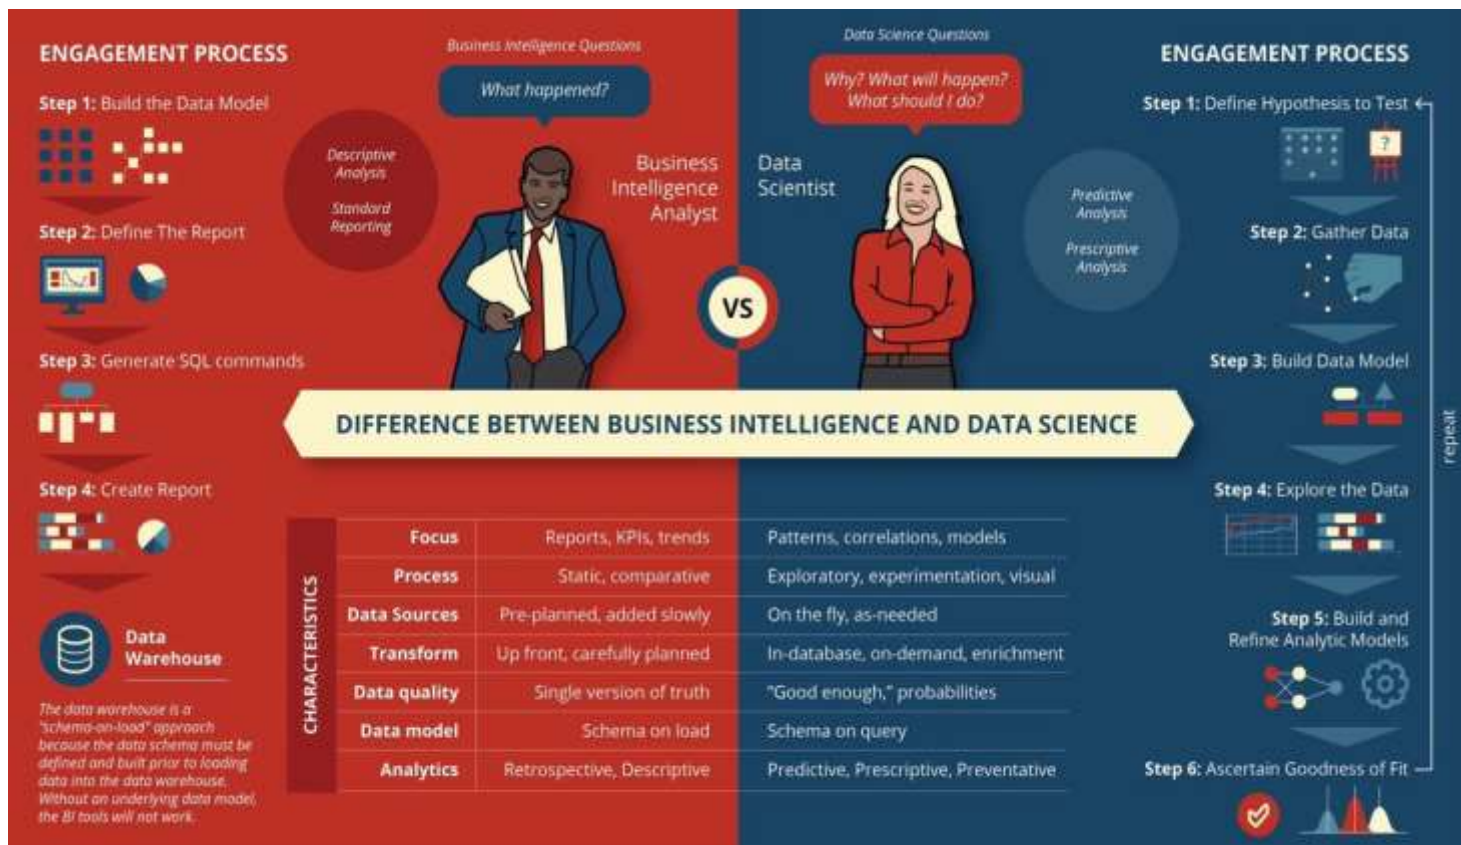 ENGAGEMENT PROCESS
Step 1: Build the Data Model
Step 2: Define The Report
Step 3: Generate SQL commands
Step 4: Create Report
Data
Warehouse
The data warehouse is a
"schema-on-load" approach
because the data schema must be
defined and built prior to loading
data into the data warehouse.
Without an underlying data model,
the BI tools will not work.
Business Intelligence Questions
What happened?
Descriptive
Analysis
Standard
Reporting
Business
Intelligence
Analyst
VS
Data Science Questions
Why? What will happen?
What should I do?
Data
Scientist
Predictive
Analysis
Prescriptive
Analysis
DIFFERENCE BETWEEN BUSINESS INTELLIGENCE AND DATA SCIENCE
CHARACTERISTICS
Focus Reports, KPIs, trends Patterns, correlations, models
Process Static, comparative Exploratory, experimentation, visual
Data Sources Pre-planned, added slowly On the fly, as-needed
Transform Up front, carefully planned In-database, on-demand, enrichment
Data quality Single version of truth "Good enough," probabilities
Data model Schema on load Schema on query
Analytics Retrospective, Descriptive Predictive, Prescriptive, Preventative
ENGAGEMENT PROCESS
Step 1: Define Hypothesis to Test
?
Step 2: Gather Data
Step 3: Build Data Model
Step 4: Explore the Data
Step 5: Build and
Refine Analytic Models
Step 6: Ascertain Goodness of Fit
repeat